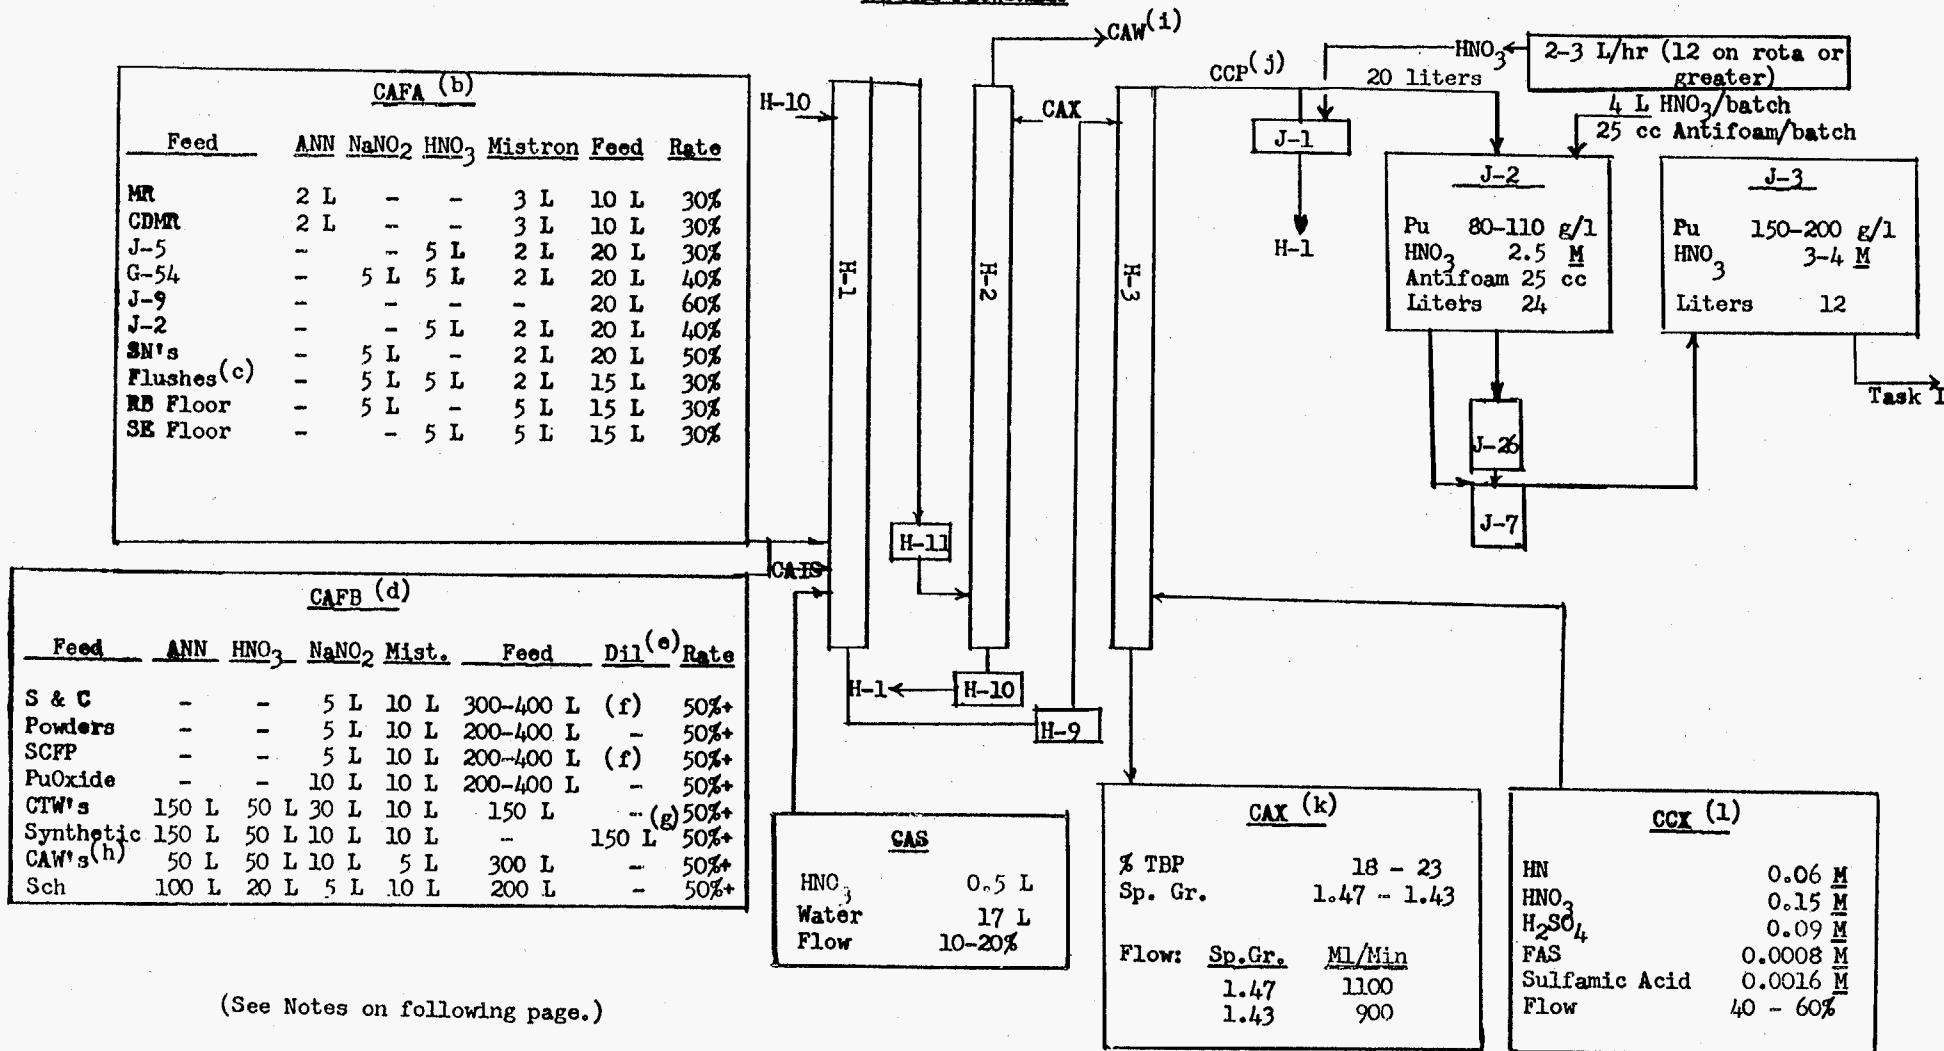 CAW(i)
HNO3
2-3 L/hr (12 on rota or
greater)
CCP(j)
20 liters
4 L HNO3/batch
25 cc Antifoam/batch
CAFA (b)
Feed ANN NaNO2 HNO3 Mistron Feed Rate
MR 2 L - - 3 L 10 L 30%
CDMR 2 L - - 3 L 10 L 30%
J-5 - - 5 L 2 L 20 L 30%
G-54 - 5 L 5 L 2 L 20 L 40%
J-9 - - - - 20 L 60%
J-2 - - 5 L 2 L 20 L 40%
SN's - 5 L - 2 L 20 L 50%
Flushes(c) - 5 L 5 L 2 L 15 L 30%
RB Floor - 5 L - 5 L 15 L 30%
SE Floor - - 5 L 5 L 15 L 30%
H-10
H-1
H-11
H-2
CAX
H-3
J-1
H-1
J-2
Pu 80-110 g/l
HNO3 2.5 M
Antifoam 25 cc
Liters 24
J-3
Pu 150-200 g/l
HNO3 3-4 M
Liters 12
Task I
J-26
J-7
CAIS
H-1
H-10
H-9
CAFB (d)
Feed ANN HNO3 NaNO2 Mist. Feed Dil(e) Rate
S & C - - 5 L 10 L 300-400 L (f) 50%+
Powders - - 5 L 10 L 200-400 L - 50%+
SCFP - - 5 L 10 L 200-400 L (f) 50%+
PuOxide - - 10 L 10 L 200-400 L - 50%+
CTW's 150 L 50 L 30 L 10 L 150 L - 50%+
Synthetic 150 L 50 L 10 L 10 L - 150 L(g) 50%+
CAW's(h) 50 L 50 L 10 L 5 L 300 L - 50%+
Sch 100 L 20 L 5 L 10 L 200 L - 50%+
CAS
HNO3 0.5 L
Water 17 L
Flow 10-20%
CAX (k)
% TBP 18 - 23
Sp. Gr. 1.47 - 1.43
Flow: Sp.Gr. Ml/Min
1.47 1100
1.43 900
CCX (l)
HN 0.06 M
HNO3 0.15 M
H2SO4 0.09 M
FAS 0.0008 M
Sulfamic Acid 0.0016 M
Flow 40 - 60%
(See Notes on following page.)